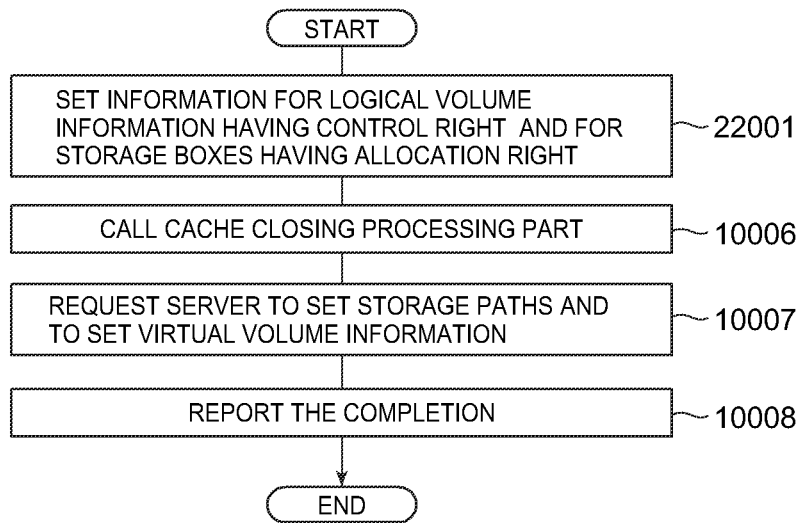 START
SET INFORMATION FOR LOGICAL VOLUME
INFORMATION HAVING CONTROL RIGHT AND FOR
STORAGE BOXES HAVING ALLOCATION RIGHT
22001
CALL CACHE CLOSING PROCESSING PART
10006
REQUEST SERVER TO SET STORAGE PATHS AND
TO SET VIRTUAL VOLUME INFORMATION
10007
REPORT THE COMPLETION
10008
END